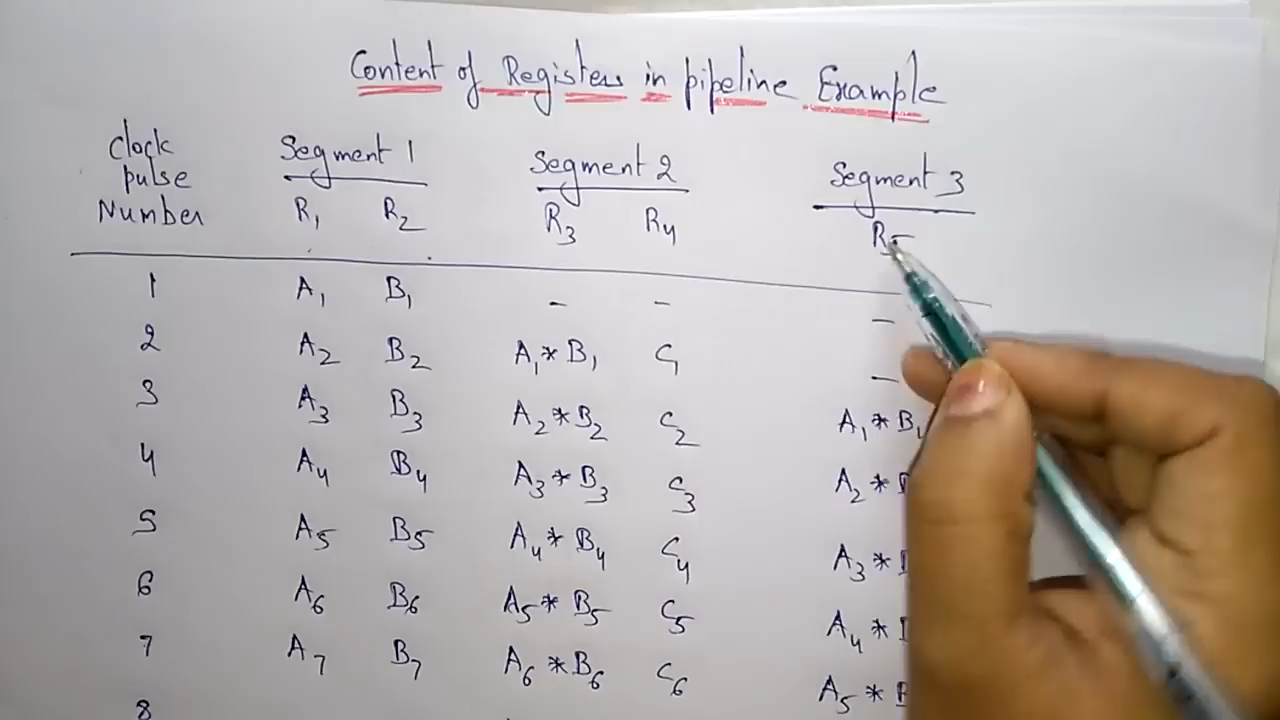 Content of Registers in pipeline Example
Clock pulse Number
Segment 1
Segment 2
Segment 3
R1 R2 R3 R4 R5
1 A1 B1 - - -
2 A2 B2 A1*B1 C1 -
3 A3 B3 A2*B2 C2 A1*B1
4 A4 B4 A3*B3 C3 A2*
5 A5 B5 A4*B4 C4 A3*
6 A6 B6 A5*B5 C5 A4*
7 A7 B7 A6*B6 C6 A5*
8